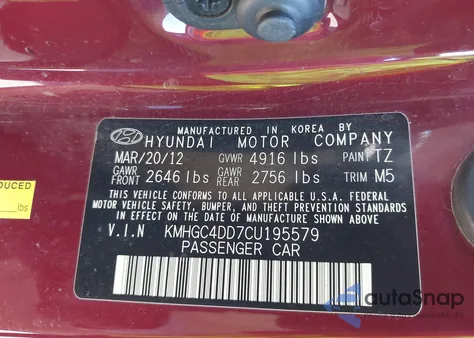 MANUFACTURED IN KOREA BY
HYUNDAI MOTOR COMPANY
MAR/20/12 GVWR 4916 lbs PAINT TZ
GAWR FRONT 2646 lbs GAWR REAR 2756 lbs TRIM M5
THIS VEHICLE CONFORMS TO ALL APPLICABLE U.S.A. FEDERAL
MOTOR VEHICLE SAFETY, BUMPER, AND THEFT PREVENTION STANDARDS
IN EFFECT ON THE DATE OF MANUFACTURE SHOWN ABOVE.
V.I.N KMHGC4DD7CU195579
PASSENGER CAR
DUCED
lbs)
autoSnap